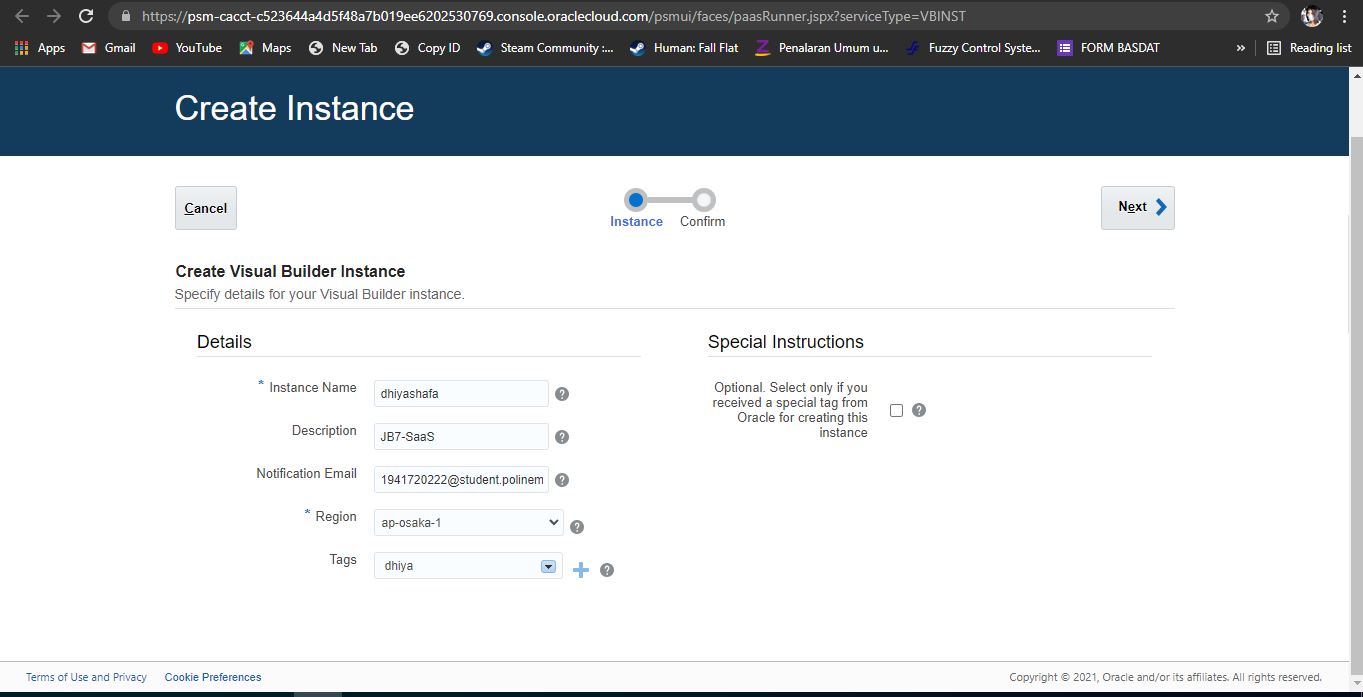 https://psm-cacct-c523644a4d5f48a7b019ee6202530769.console.oraclecloud.com/psmui/faces/paasRunner.jspx?serviceType=VBINST
Apps Gmail YouTube Maps New Tab Copy ID Steam Community :... Human: Fall Flat Penalaran Umum u... Fuzzy Control Syste... FORM BASDAT » Reading list
Create Instance
Cancel
Instance Confirm
Next
Create Visual Builder Instance
Specify details for your Visual Builder instance.
Details
* Instance Name dhiyashafa
Description JB7-SaaS
Notification Email 1941720222@student.polinem
* Region ap-osaka-1
Tags dhiya
Special Instructions
Optional. Select only if you
received a special tag from
Oracle for creating this
instance
Terms of Use and Privacy Cookie Preferences Copyright © 2021, Oracle and/or its affiliates. All rights reserved.